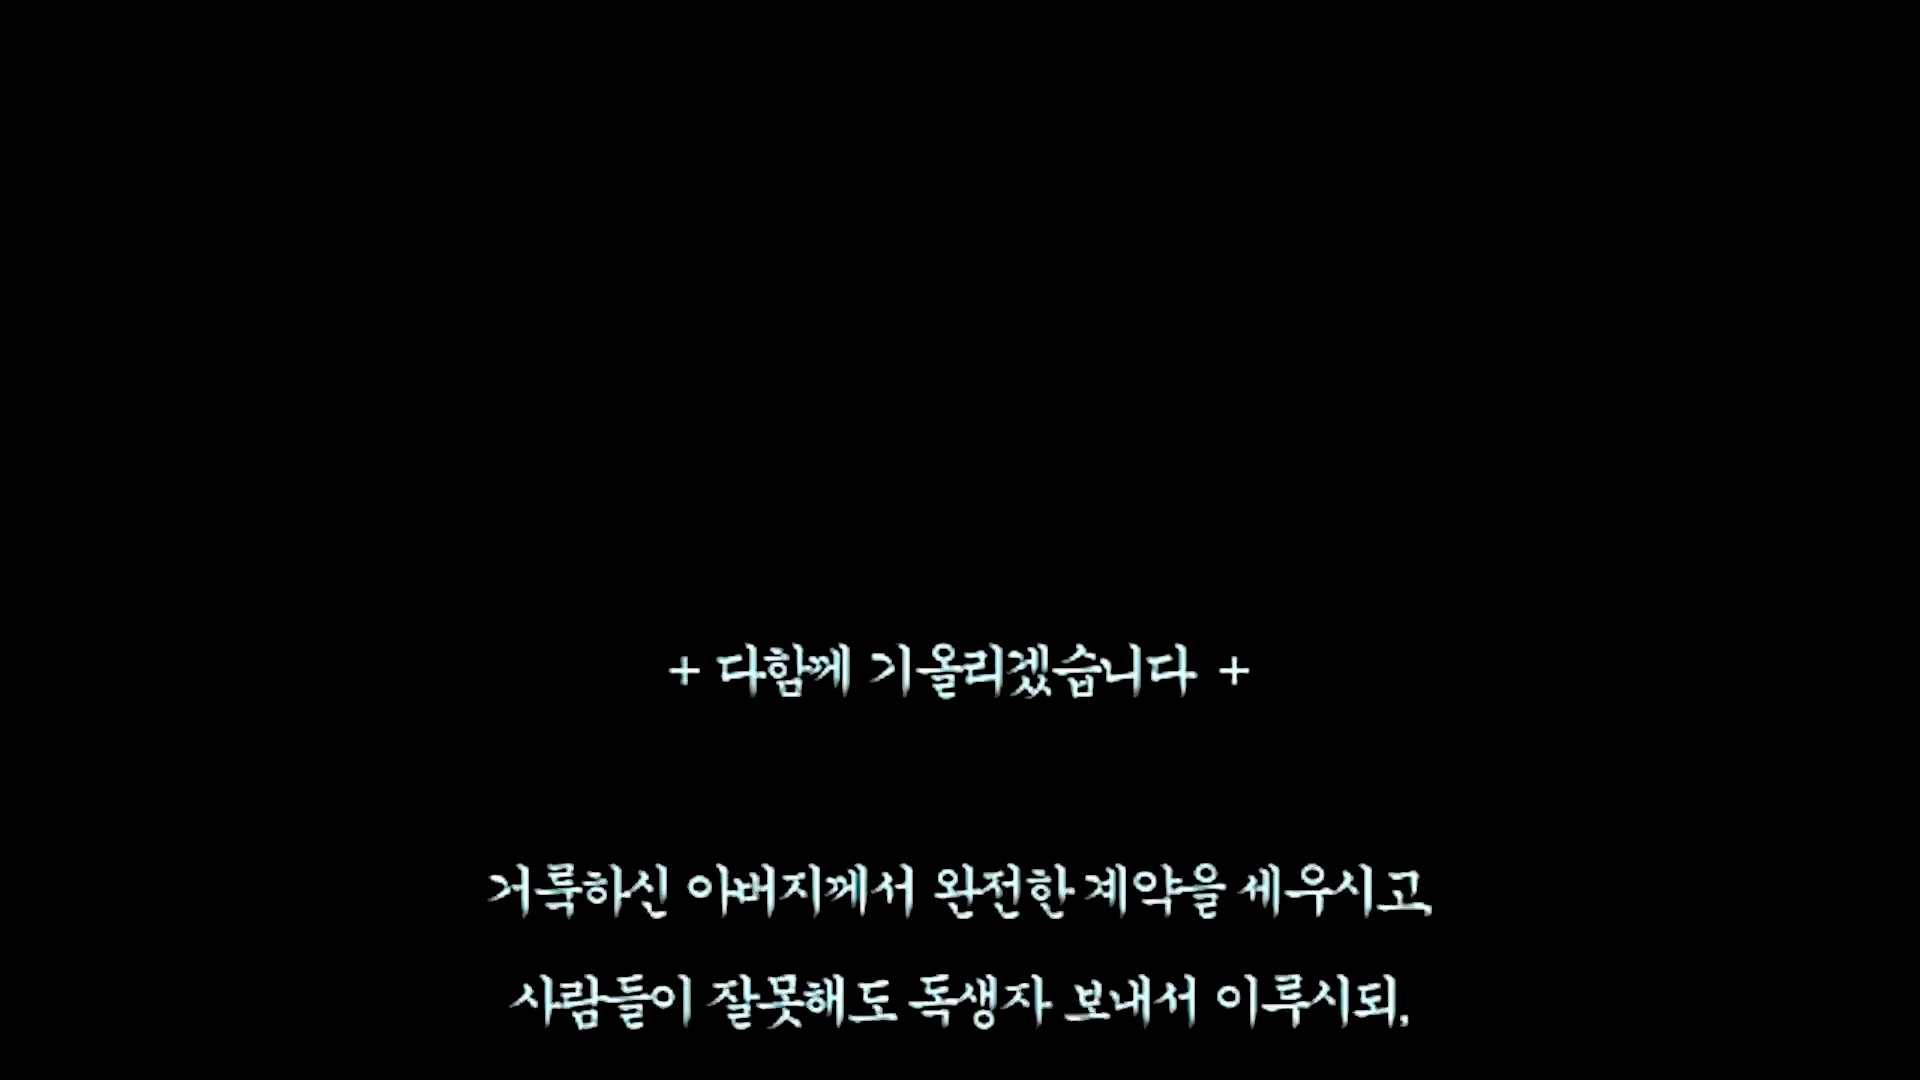 + 다함께 기올리겠습니다 +
거룩하신 아버지께서 완전한 계약을 세우시고,
사람들이 잘못해도 독생자 보내서 이루시되,